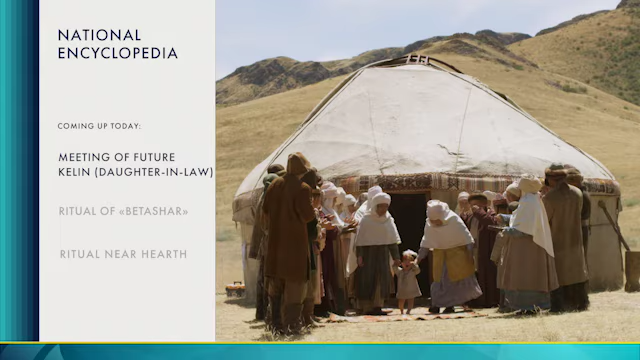 NATIONAL
ENCYCLOPEDIA
COMING UP TODAY:
MEETING OF FUTURE
KELIN (DAUGHTER-IN-LAW)
RITUAL OF «BETASHAR»
RITUAL NEAR HEARTH